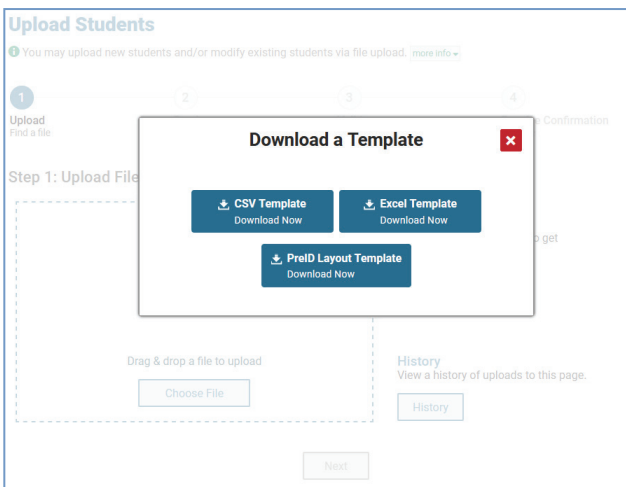 Upload Students
You may upload new students and/or modify existing students via file upload. more info
1 2 3 4
Upload
Find a file
e Confirmation
Step 1: Upload File
Download a Template
CSV Template
Download Now
Excel Template
Download Now
PreID Layout Template
Download Now
o get
Drag & drop a file to upload
Choose File
History
View a history of uploads to this page.
History
Next